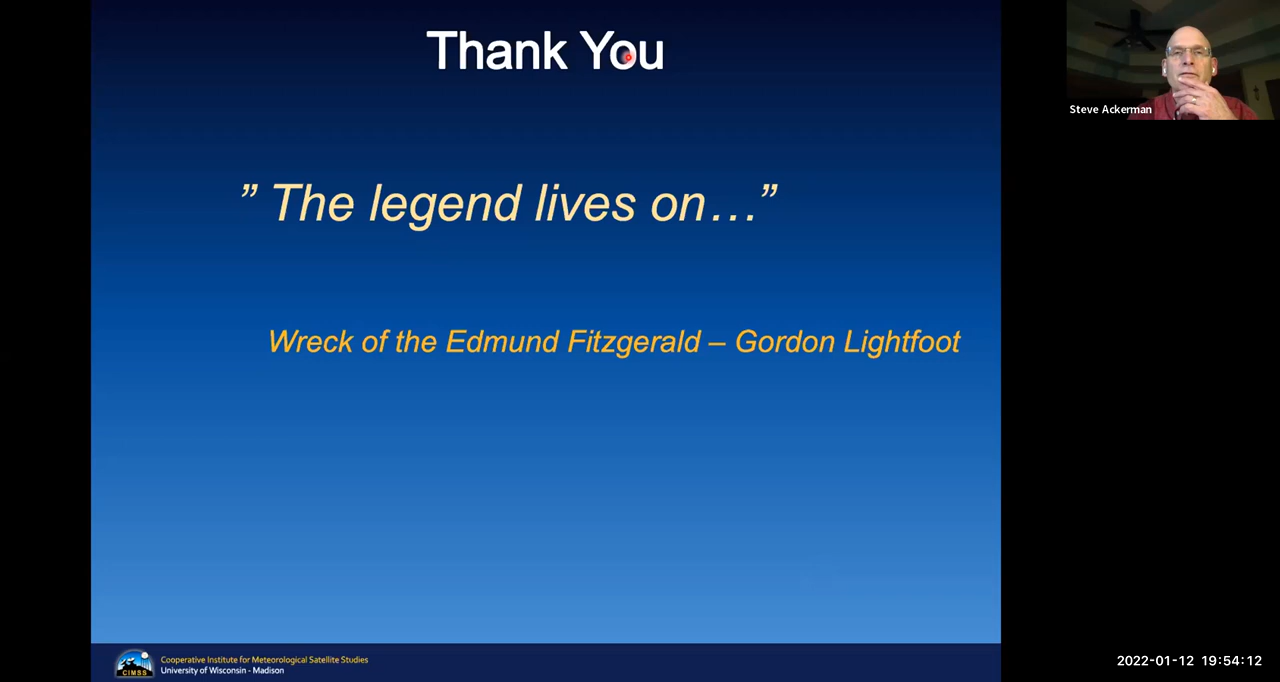 Thank You
” The legend lives on…”
Wreck of the Edmund Fitzgerald – Gordon Lightfoot
Steve Ackerman
CIMSS
Cooperative Institute for Meteorological Satellite Studies
University of Wisconsin - Madison
2022-01-12 19:54:12